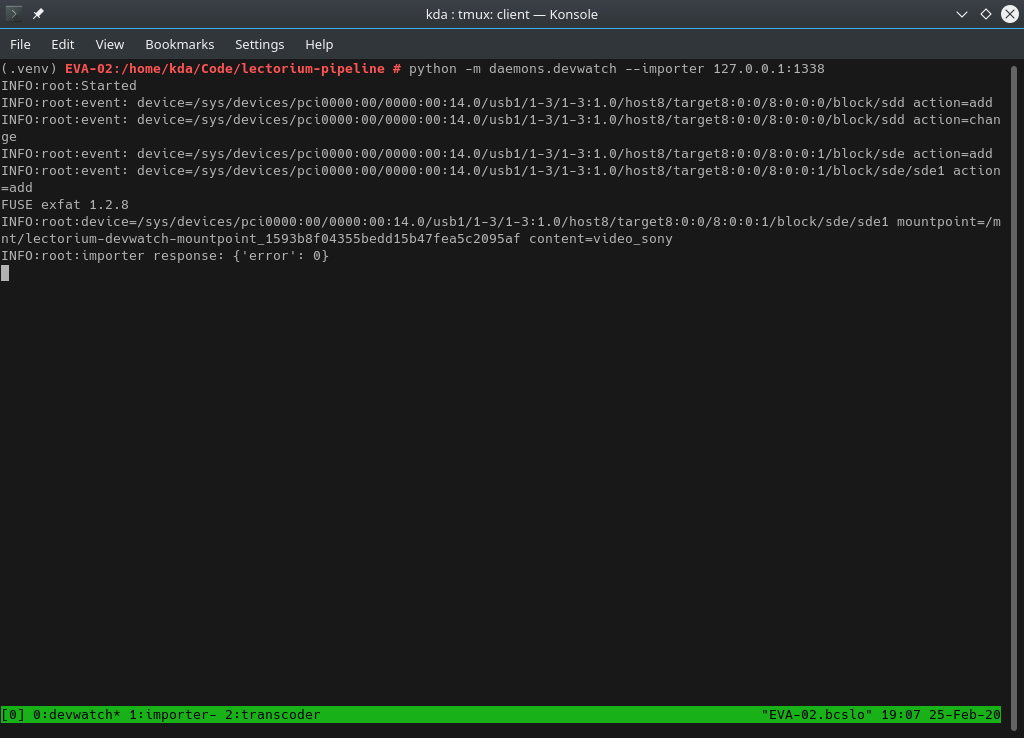 kda : tmux: client — Konsole
File Edit View Bookmarks Settings Help
(.venv) EVA-02:/home/kda/Code/lectorium-pipeline # python -m daemons.devwatch --importer 127.0.0.1:1338
INFO:root:Started
INFO:root:event: device=/sys/devices/pci0000:00/0000:00:14.0/usb1/1-3/1-3:1.0/host8/target8:0:0/8:0:0:0/block/sdd action=add
INFO:root:event: device=/sys/devices/pci0000:00/0000:00:14.0/usb1/1-3/1-3:1.0/host8/target8:0:0/8:0:0:0/block/sdd action=chan
ge
INFO:root:event: device=/sys/devices/pci0000:00/0000:00:14.0/usb1/1-3/1-3:1.0/host8/target8:0:0/8:0:0:1/block/sde action=add
INFO:root:event: device=/sys/devices/pci0000:00/0000:00:14.0/usb1/1-3/1-3:1.0/host8/target8:0:0/8:0:0:1/block/sde/sde1 action
=add
FUSE exfat 1.2.8
INFO:root:device=/sys/devices/pci0000:00/0000:00:14.0/usb1/1-3/1-3:1.0/host8/target8:0:0/8:0:0:1/block/sde/sde1 mountpoint=/m
nt/lectorium-devwatch-mountpoint_1593b8f04355bedd15b47fea5c2095af content=video_sony
INFO:root:importer response: {'error': 0}
[0] 0:devwatch* 1:importer- 2:transcoder "EVA-02.bcslo" 19:07 25-Feb-20